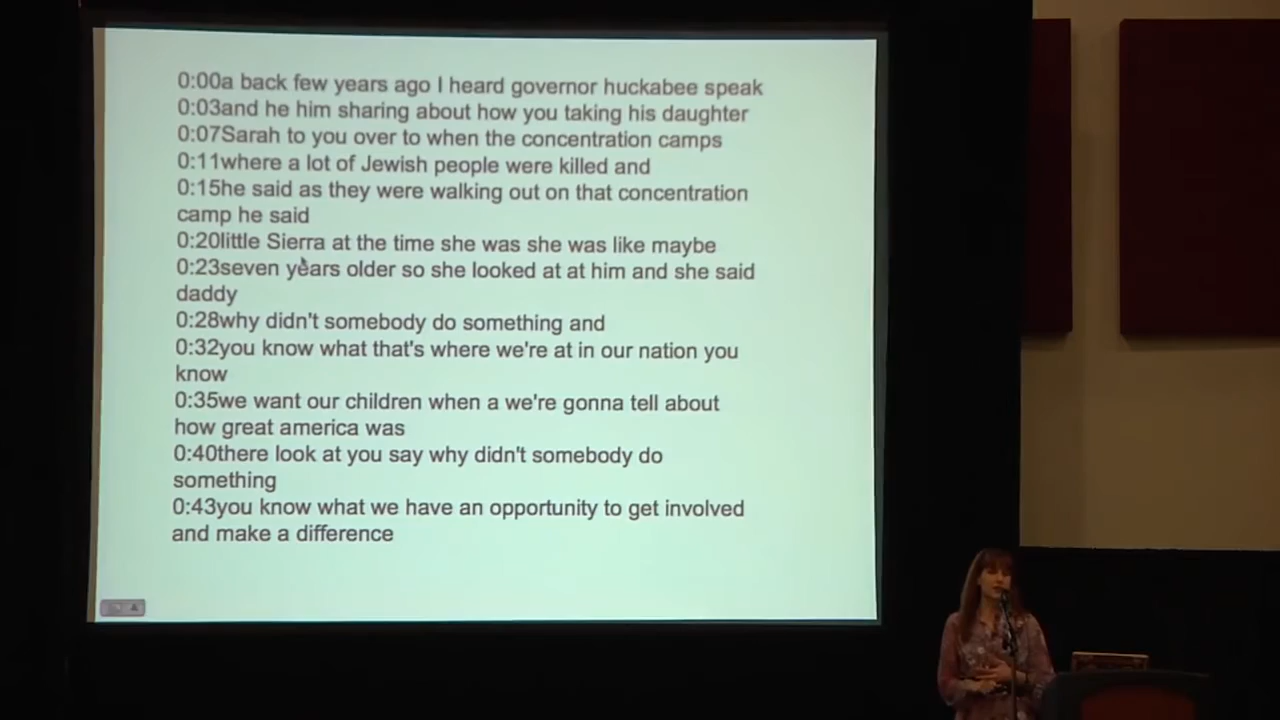 0:00a back few years ago I heard governor huckabee speak
0:03and he him sharing about how you taking his daughter
0:07Sarah to you over to when the concentration camps
0:11where a lot of Jewish people were killed and
0:15he said as they were walking out on that concentration
camp he said
0:20little Sierra at the time she was she was like maybe
0:23seven years older so she looked at at him and she said
daddy
0:28why didn't somebody do something and
0:32you know what that's where we're at in our nation you
know
0:35we want our children when a we're gonna tell about
how great america was
0:40there look at you say why didn't somebody do
something
0:43you know what we have an opportunity to get involved
and make a difference